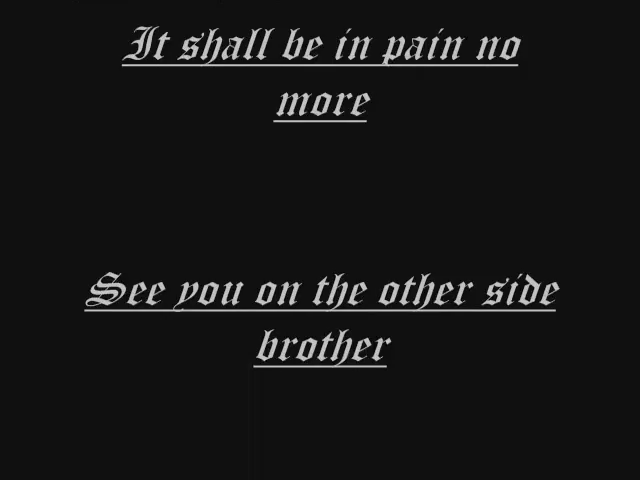 It shall be in pain no
more
See you on the other side
brother